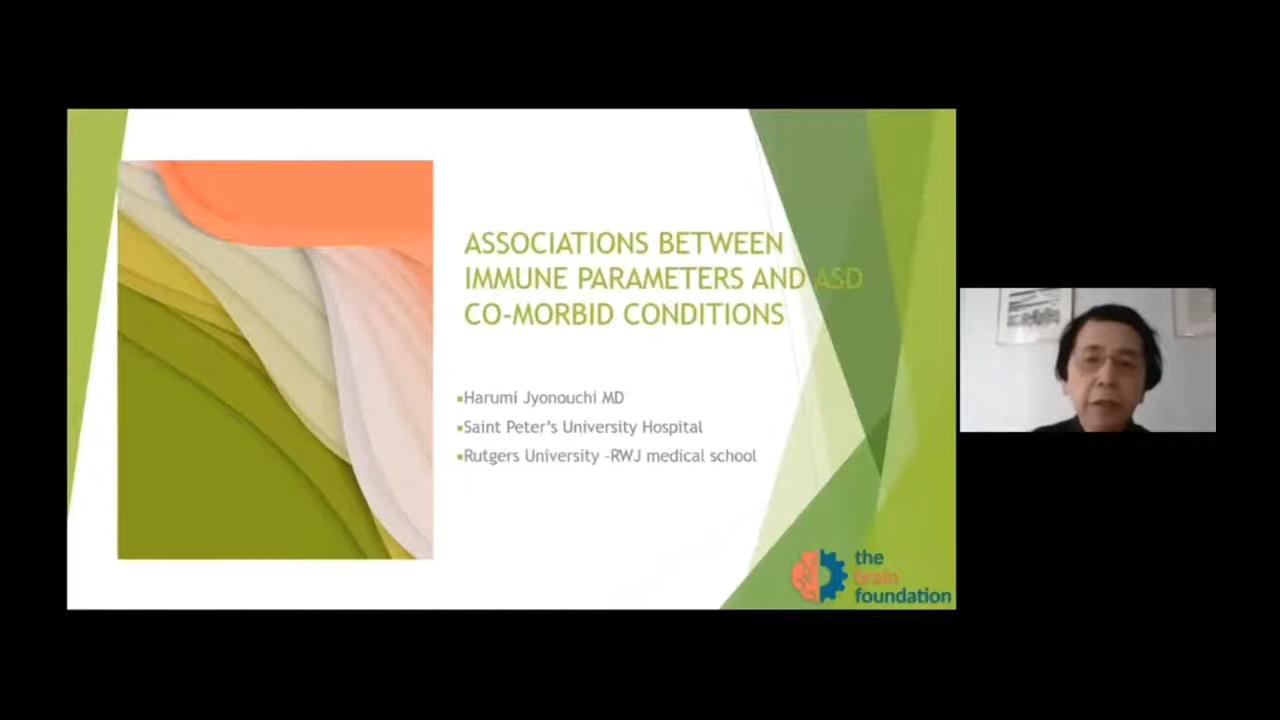 ASSOCIATIONS BETWEEN
IMMUNE PARAMETERS AND ASD
CO-MORBID CONDITIONS
▪Harumi Jyonouchi MD
▪Saint Peter's University Hospital
▪Rutgers University -RWJ medical school
the
brain
foundation